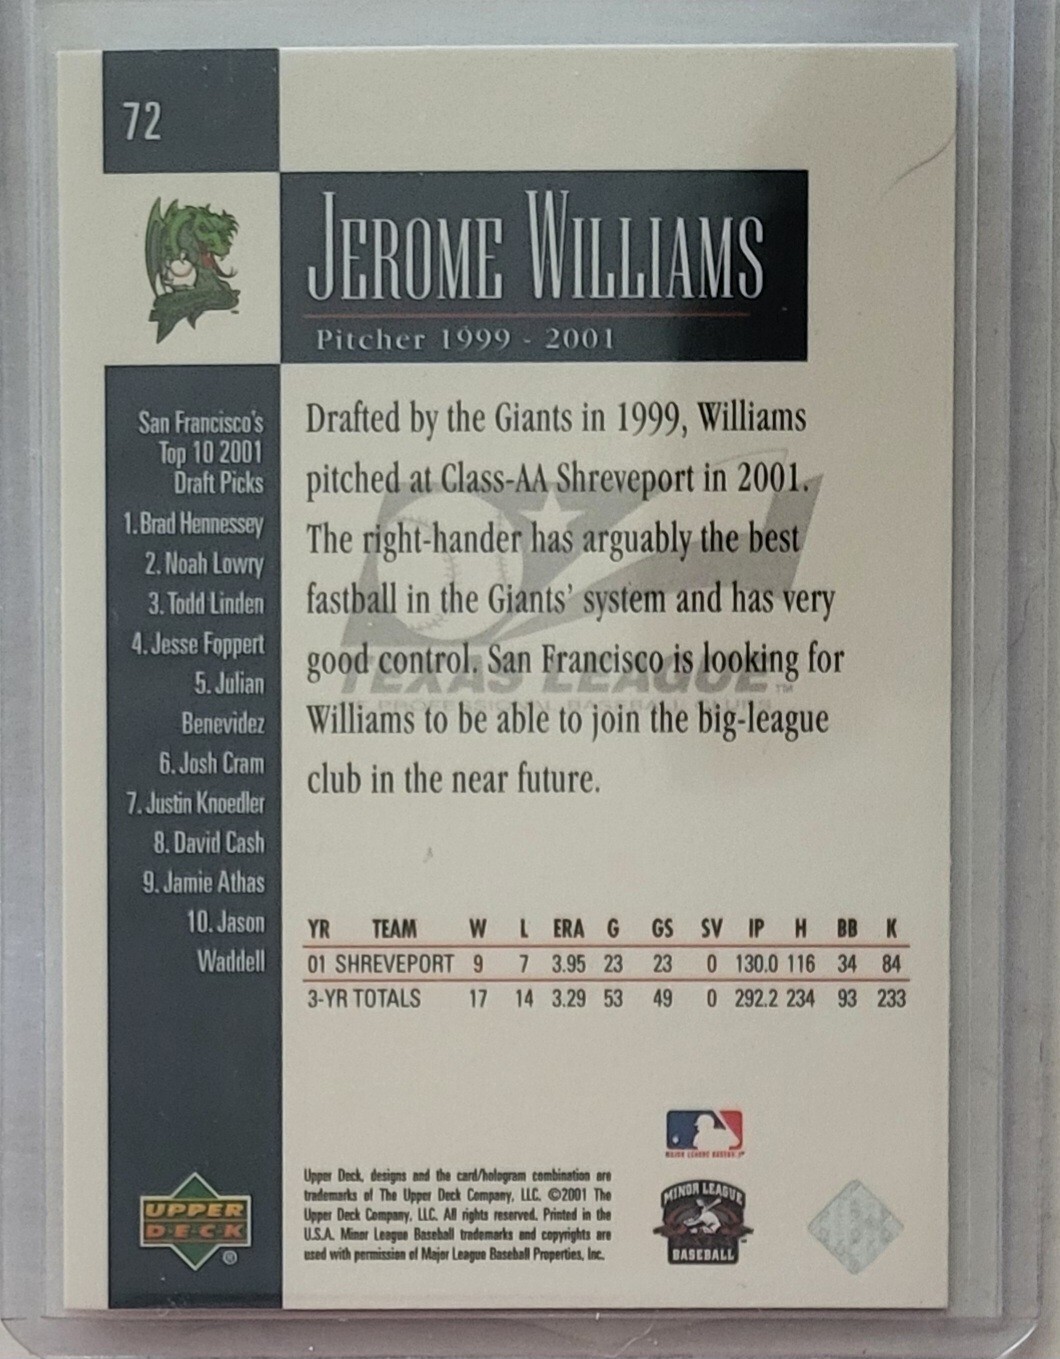 72
JEROME WILLIAMS
Pitcher 1999 - 2001
San Francisco's
Top 10 2001
Draft Picks
1. Brad Hennessey
2. Noah Lowry
3. Todd Linden
4. Jesse Foppert
5. Julian
Benevidez
6. Josh Cram
7. Justin Knoedler
8. David Cash
9. Jamie Athas
10. Jason
Waddell
Drafted by the Giants in 1999, Williams
pitched at Class-AA Shreveport in 2001.
The right-hander has arguably the best
fastball in the Giants' system and has very
good control. San Francisco is looking for
Williams to be able to join the big-league
club in the near future.
TEXAS LEAGUE™
OF PROFESSIONAL BASEBALL CLUBS
YR TEAM W L ERA G GS SV IP H BB K
01 SHREVEPORT 9 7 3.95 23 23 0 130.0 116 34 84
3-YR TOTALS 17 14 3.29 53 49 0 292.2 234 93 233
UPPER
DECK
®
Upper Deck, designs and the card/hologram combination are
trademarks of The Upper Deck Company, LLC. ©2001 The
Upper Deck Company, LLC. All rights reserved. Printed in the
U.S.A. Minor League Baseball trademarks and copyrights are
used with permission of Major League Baseball Properties, Inc.
MAJOR LEAGUE BASEBALL
MINOR LEAGUE
BASEBALL